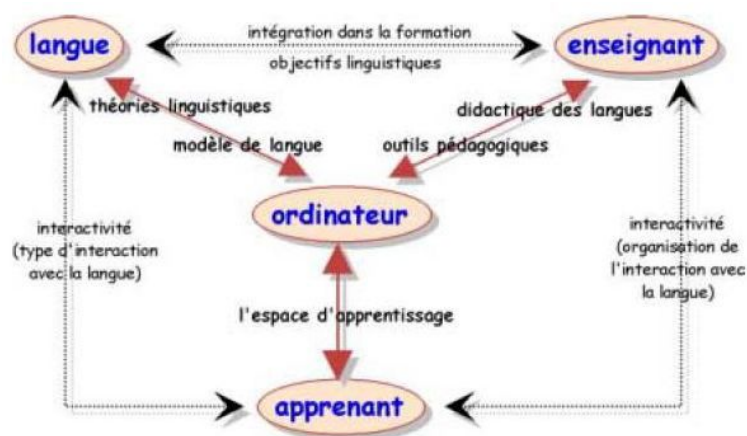 langue
intégration dans la formation
objectifs linguistiques
enseignant
théories linguistiques
modèle de langue
didactique des langues
outils pédagogiques
ordinateur
interactivité
(type d'interaction
avec la langue)
interactivité
(organisation de
l'interaction avec
la langue)
l'espace d'apprentissage
apprenant